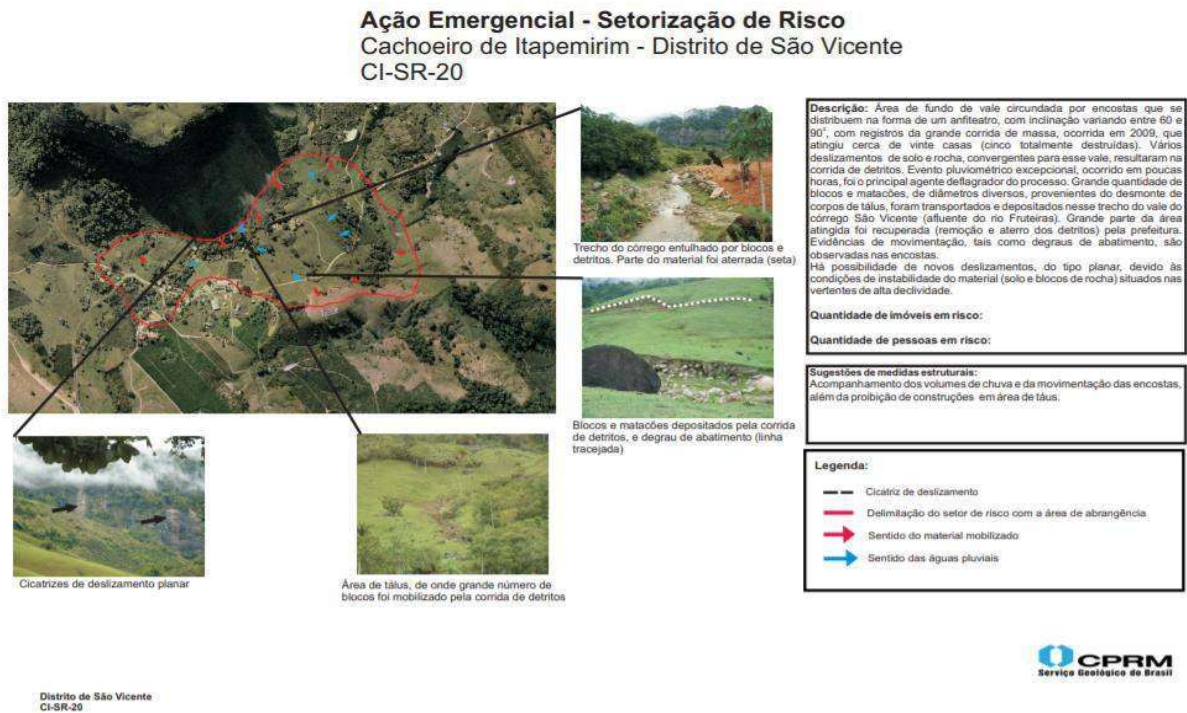 Ação Emergencial - Setorização de Risco
Cachoeiro de Itapemirim - Distrito de São Vicente
CI-SR-20
Descrição: Área de fundo de vale circundada por encostas que se
distribuem na forma de um anfiteatro, com inclinação variando entre 60 e
90°, com registros da grande corrida de massa, ocorrida em 2009, que
atingiu cerca de vinte casas (cinco totalmente destruídas). Vários
deslizamentos de solo e rocha, convergentes para esse vale, resultaram na
corrida de detritos. Evento pluviométrico excepcional, ocorrido em poucas
horas, foi o principal agente deflagrador do processo. Grande quantidade de
blocos e matacões, de diâmetros diversos, provenientes do desmonte de
corpos de tálus, foram transportados e depositados nesse trecho do vale do
córrego São Vicente (afluente do rio Fruteiras). Grande parte da área
atingida foi recuperada (remoção e aterro dos detritos) pela prefeitura.
Evidências de movimentação, tais como degraus de abatimento, são
observadas nas encostas.
Há possibilidade de novos deslizamentos, do tipo planar, devido às
condições de instabilidade do material (solo e blocos de rocha) situados nas
vertentes de alta declividade.
Quantidade de imóveis em risco:
Quantidade de pessoas em risco:
Trecho do córrego entulhado por blocos e
detritos. Parte do material foi aterrada (seta)
Sugestões de medidas estruturais:
Acompanhamento dos volumes de chuva e da movimentação das encostas,
além da proibição de construções em área de táus.
Blocos e matacões depositados pela corrida
de detritos, e degrau de abatimento (linha
tracejada)
Legenda:
Cicatriz de deslizamento
Delimitação do setor de risco com a área de abrangência
Sentido do material mobilizado
Sentido das águas pluviais
Cicatrizes de deslizamento planar
Área de tálus, de onde grande número de
blocos foi mobilizado pela corrida de detritos
CPRM
Serviço Geológico do Brasil
Distrito de São Vicente
CI-SR-20